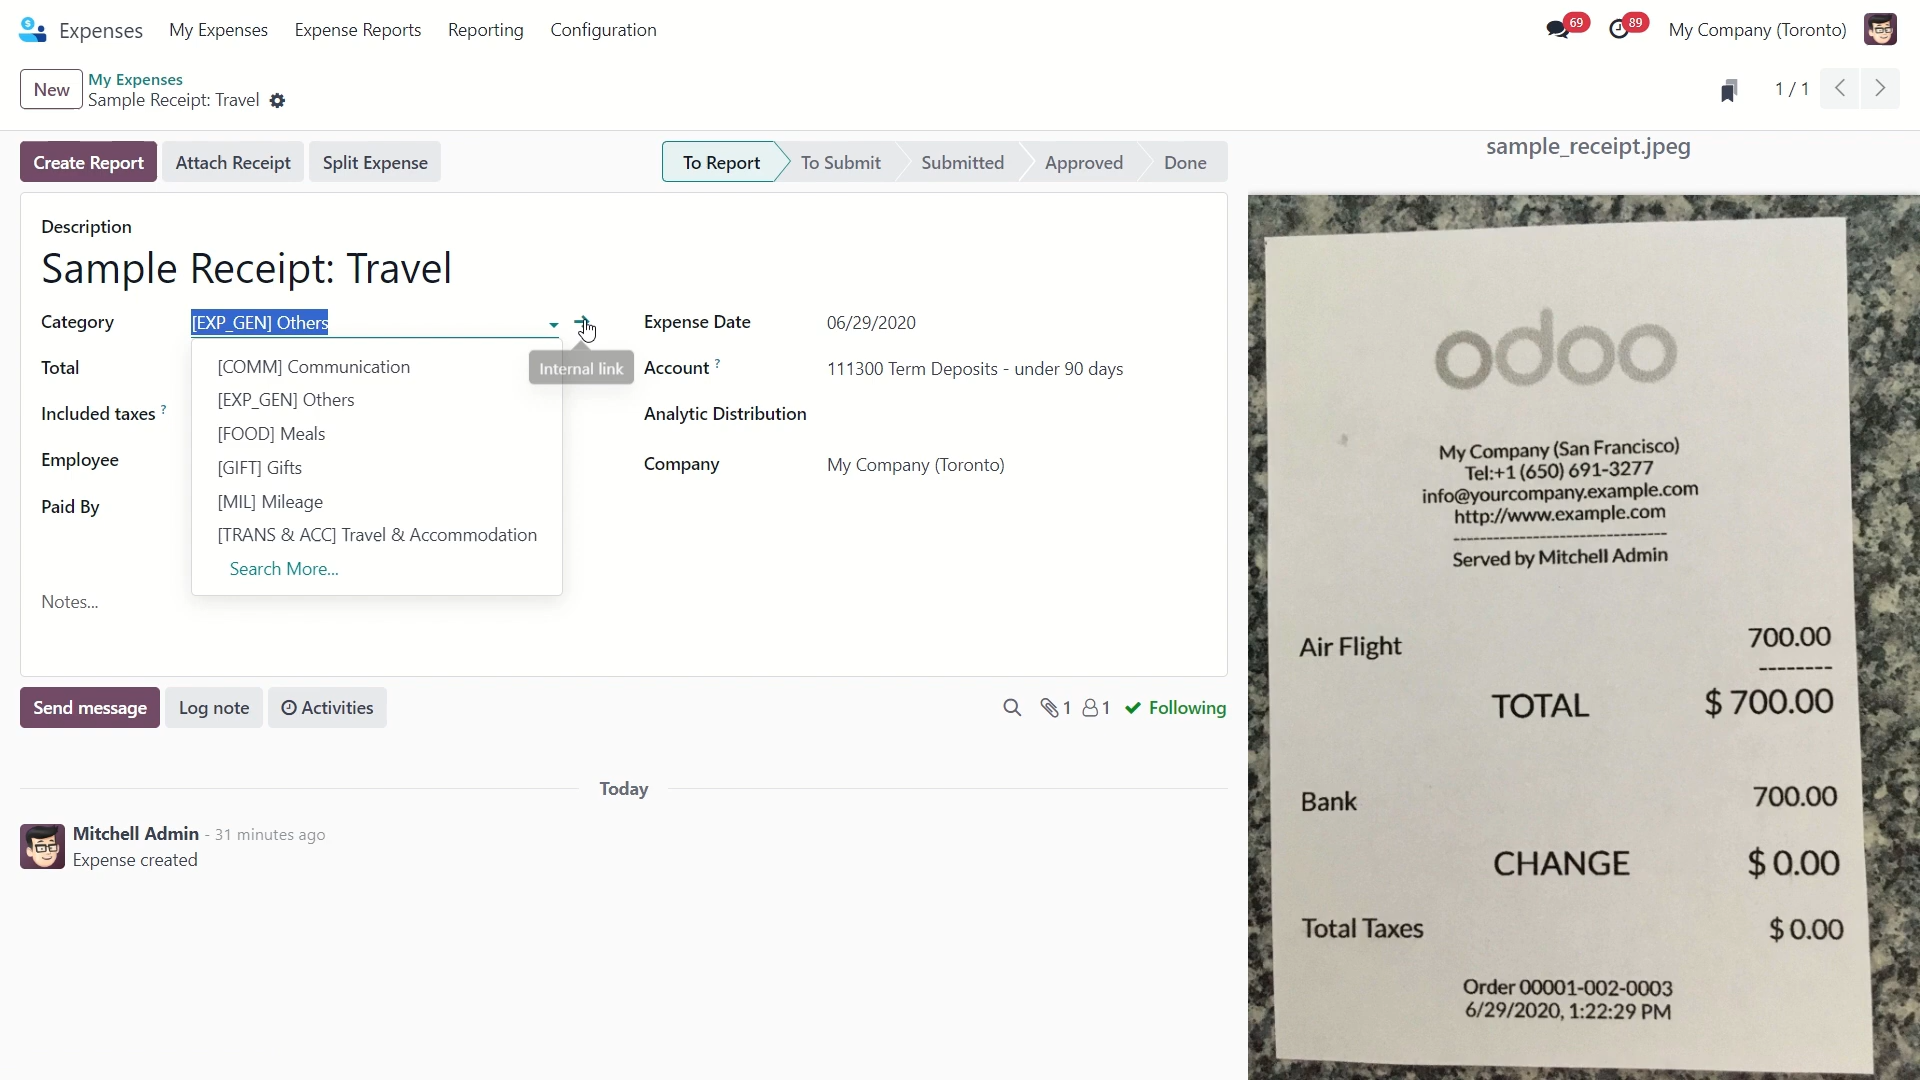 Expenses My Expenses Expense Reports Reporting Configuration 69 89 My Company (Toronto)
New My Expenses
Sample Receipt: Travel
1 / 1
Create Report Attach Receipt Split Expense To Report To Submit Submitted Approved Done
sample_receipt.jpeg
Description
Sample Receipt: Travel
Category [EXP_GEN] Others
Expense Date 06/29/2020
Total
[COMM] Communication
Internal link
Account ? 111300 Term Deposits - under 90 days
[EXP_GEN] Others
Included taxes ?
Analytic Distribution
[FOOD] Meals
Employee
[GIFT] Gifts
Company My Company (Toronto)
Paid By
[MIL] Mileage
[TRANS & ACC] Travel & Accommodation
Search More...
Notes...
Send message Log note Activities 1 1 Following
Today
Mitchell Admin - 31 minutes ago
Expense created
odoo
My Company (San Francisco)
Tel:+1 (650) 691-3277
info@yourcompany.example.com
http://www.example.com
--------------------------------
Served by Mitchell Admin
Air Flight 700.00
--------
TOTAL $ 700.00
Bank 700.00
CHANGE $ 0.00
Total Taxes $ 0.00
Order 00001-002-0003
6/29/2020, 1:22:29 PM